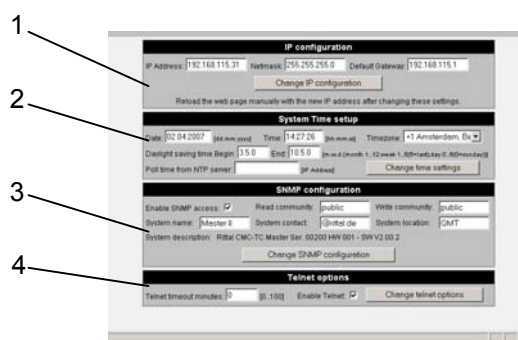 1
IP configuration
IP Address: 192.168.115.31 Netmask: 255.255.255.0 Default Gateway: 192.168.115.1
Change IP configuration
Reload the web page manually with the new IP address after changing these settings.
2
System Time setup
Date: 02.04.2007 [dd.mm.yyyy] Time: 14:27:26 [hh:mm:ss] Timezone: +1 Amsterdam, Be
Daylight saving time Begin: 3.5.0 End: 10.5.0
Poll time from NTP server: [IP Address] Change time settings
3
SNMP configuration
Enable SNMP access: Read community: public Write community: public
System name: Master II System contact: @rittal.de System location: GMT
System description: Rittal CMC-TC Master Ser. 00200 HW:001 - SW:V2.00.2
Change SNMP configuration
4
Telnet options
Telnet timeout minutes: 0 [0..100] Enable Telnet: Change telnet options